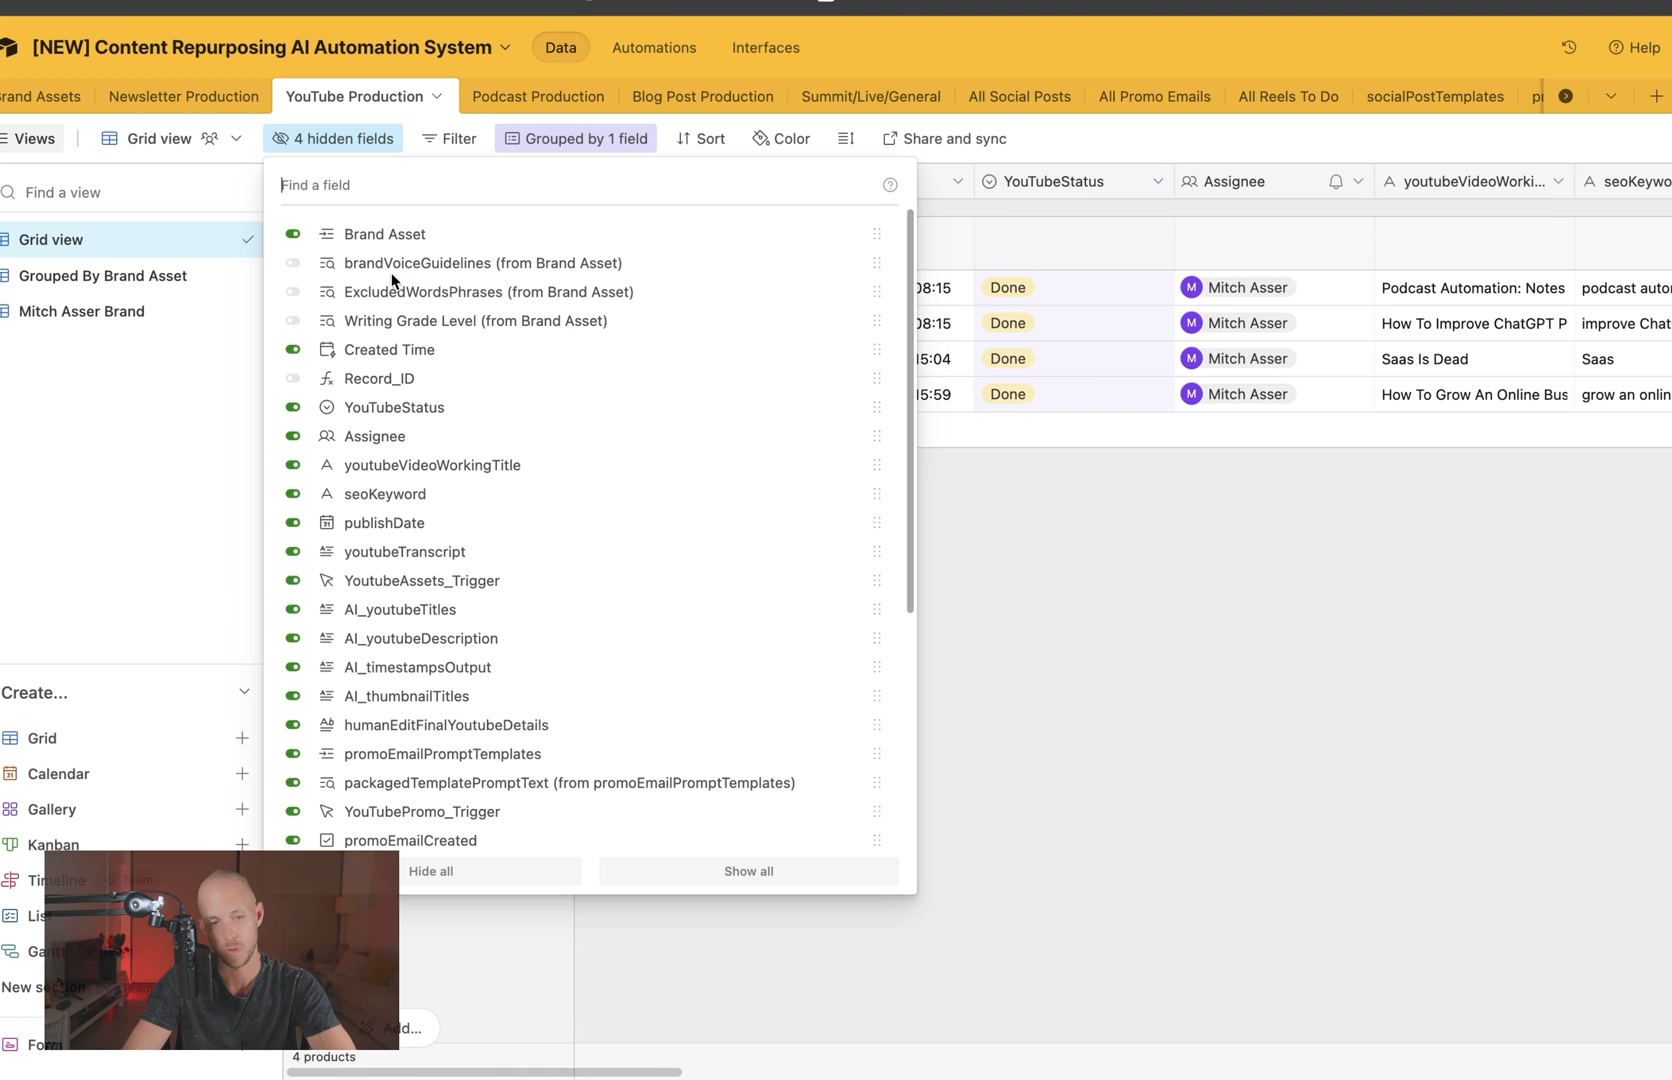 [NEW] Content Repurposing AI Automation System
Data
Automations
Interfaces
Help
Brand Assets
Newsletter Production
YouTube Production
Podcast Production
Blog Post Production
Summit/Live/General
All Social Posts
All Promo Emails
All Reels To Do
socialPostTemplates
Views
Grid view
4 hidden fields
Filter
Grouped by 1 field
Sort
Color
Share and sync
Find a view
Grid view
Grouped By Brand Asset
Mitch Asser Brand
Create...
Grid
Calendar
Gallery
Kanban
Timeline
Team
New
Find a field
Brand Asset
brandVoiceGuidelines (from Brand Asset)
ExcludedWordsPhrases (from Brand Asset)
Writing Grade Level (from Brand Asset)
Created Time
Record_ID
YouTubeStatus
Assignee
youtubeVideoWorkingTitle
seoKeyword
31
publishDate
youtubeTranscript
YoutubeAssets_Trigger
AI_youtubeTitles
AI_youtubeDescription
AI_timestampsOutput
AI_thumbnailTitles
humanEditFinalYoutubeDetails
promoEmailPromptTemplates
packagedTemplatePromptText (from promoEmailPromptTemplates)
YouTubePromo_Trigger
promoEmailCreated
Hide all
Show all
YouTubeStatus
Assignee
youtubeVideoWorki...
seoKeywo
08:15 Done M Mitch Asser Podcast Automation: Notes podcast auto
08:15 Done M Mitch Asser How To Improve ChatGPT P improve Chat
15:04 Done M Mitch Asser Saas Is Dead Saas
15:59 Done M Mitch Asser How To Grow An Online Bus grow an onlin
Add...
4 products